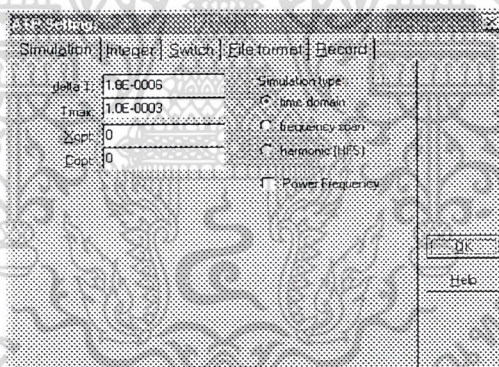 ATP Settings
Simulation Integer Switch File format Record
delta T: 1.8E-0006
Tmax: 1.0E-0003
Xopt: 0
Copt: 0
Simulation type
time domain
frequency scan
harmonic (HFS)
Power Frequency
OK
Help